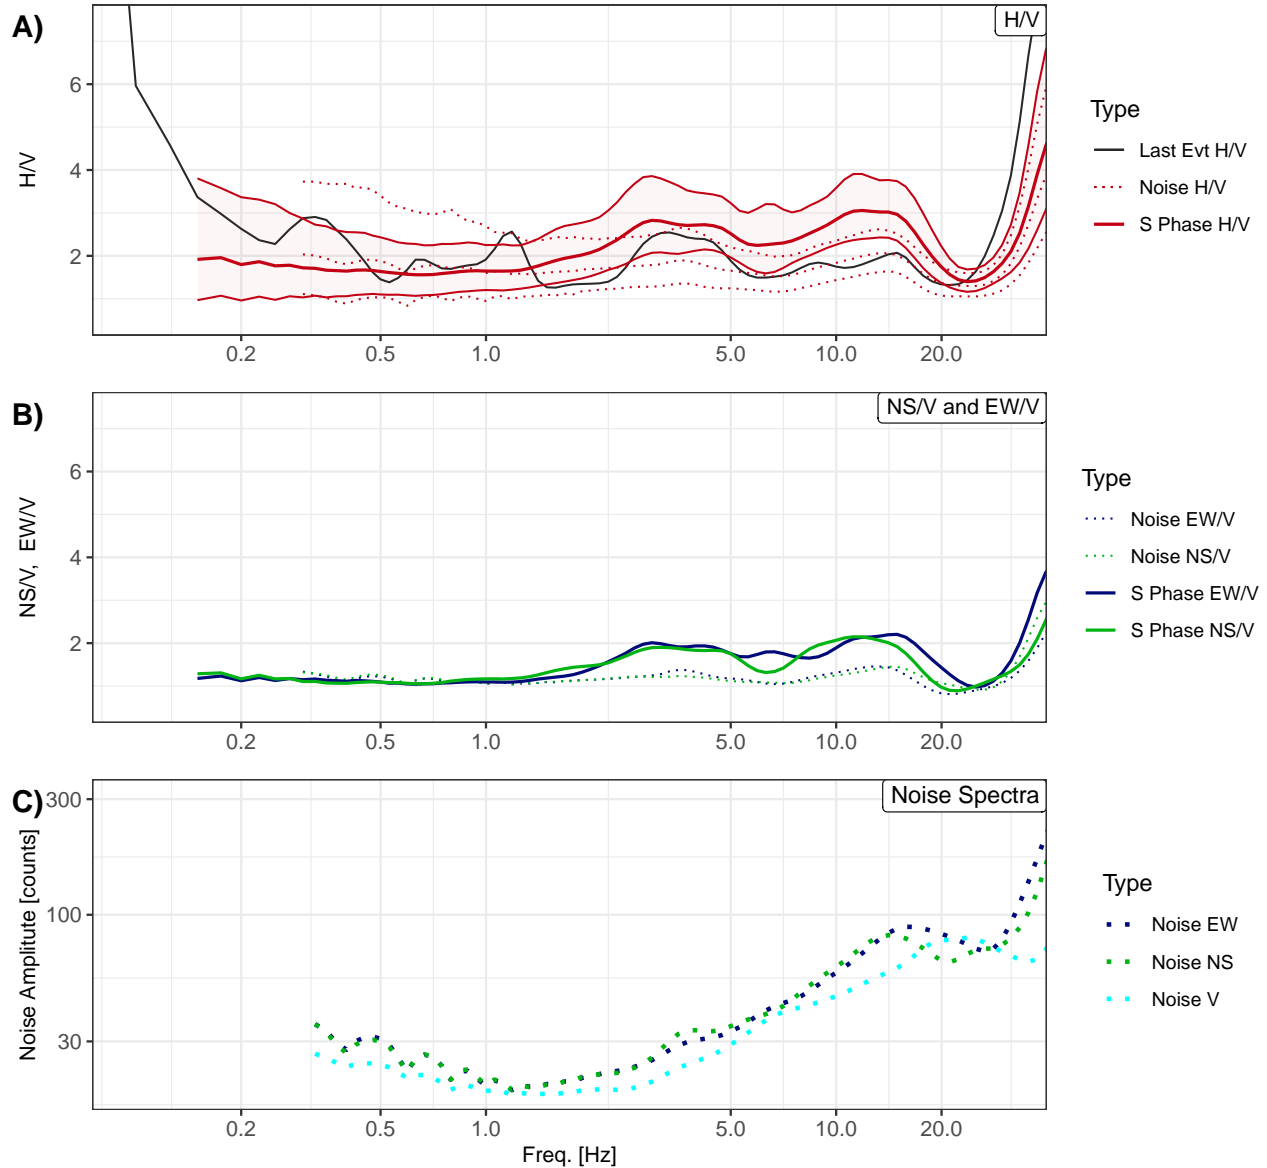 A)
H/V
6
4
2
H/V
0.2 0.5 1.0 5.0 10.0 20.0
Type
Last Evt H/V
Noise H/V
S Phase H/V
B)
NS/V and EW/V
6
4
2
NS/V,  EW/V
0.2 0.5 1.0 5.0 10.0 20.0
Type
Noise EW/V
Noise NS/V
S Phase EW/V
S Phase NS/V
C)
Noise Spectra
300
100
30
Noise Amplitute [counts]
0.2 0.5 1.0 5.0 10.0 20.0
Freq. [Hz]
Type
Noise EW
Noise NS
Noise V